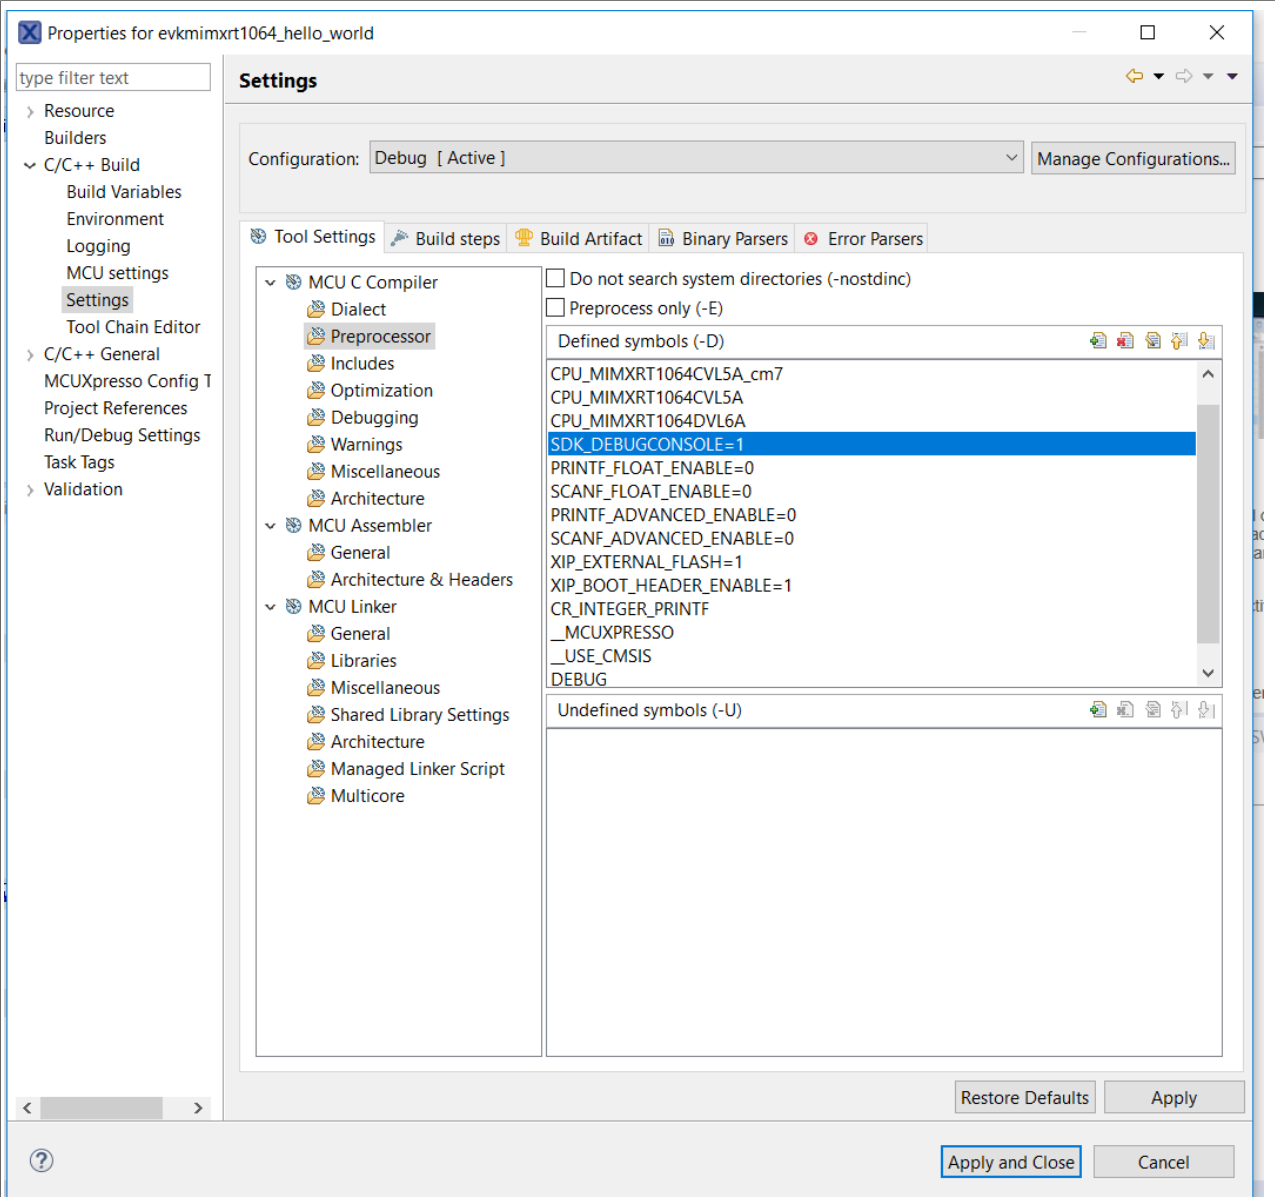 Properties for evkmimxrt1064_hello_world
type filter text
Settings
Resource
Builders
C/C++ Build
Build Variables
Environment
Logging
MCU settings
Settings
Tool Chain Editor
C/C++ General
MCUXpresso Config T
Project References
Run/Debug Settings
Task Tags
Validation
Configuration:
Debug [ Active ]
Manage Configurations...
Tool Settings
Build steps
Build Artifact
Binary Parsers
Error Parsers
MCU C Compiler
Dialect
Preprocessor
Includes
Optimization
Debugging
Warnings
Miscellaneous
Architecture
MCU Assembler
General
Architecture & Headers
MCU Linker
General
Libraries
Miscellaneous
Shared Library Settings
Architecture
Managed Linker Script
Multicore
Do not search system directories (-nostdinc)
Preprocess only (-E)
Defined symbols (-D)
CPU_MIMXRT1064CVL5A_cm7
CPU_MIMXRT1064CVL5A
CPU_MIMXRT1064DVL6A
SDK_DEBUGCONSOLE=1
PRINTF_FLOAT_ENABLE=0
SCANF_FLOAT_ENABLE=0
PRINTF_ADVANCED_ENABLE=0
SCANF_ADVANCED_ENABLE=0
XIP_EXTERNAL_FLASH=1
XIP_BOOT_HEADER_ENABLE=1
CR_INTEGER_PRINTF
__MCUXPRESSO
__USE_CMSIS
DEBUG
Undefined symbols (-U)
Restore Defaults
Apply
Apply and Close
Cancel